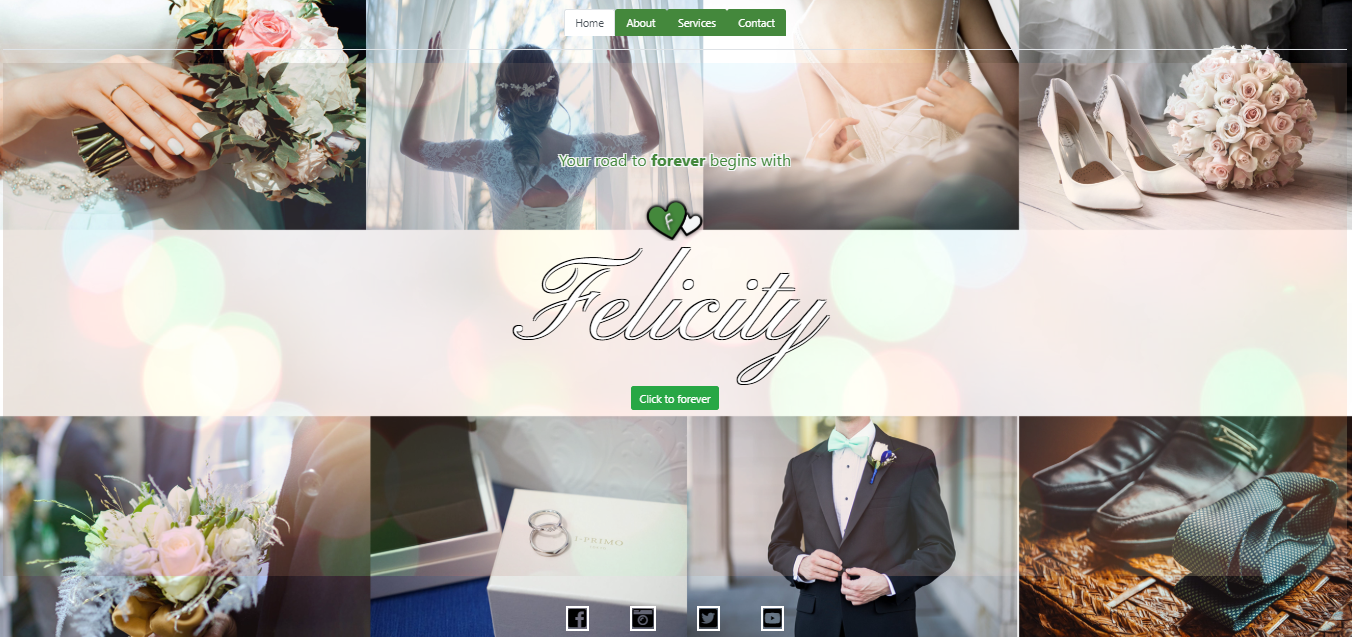 Home About Services Contact
Your road to forever begins with
F
Felicity
Click to forever
I-PRIMO